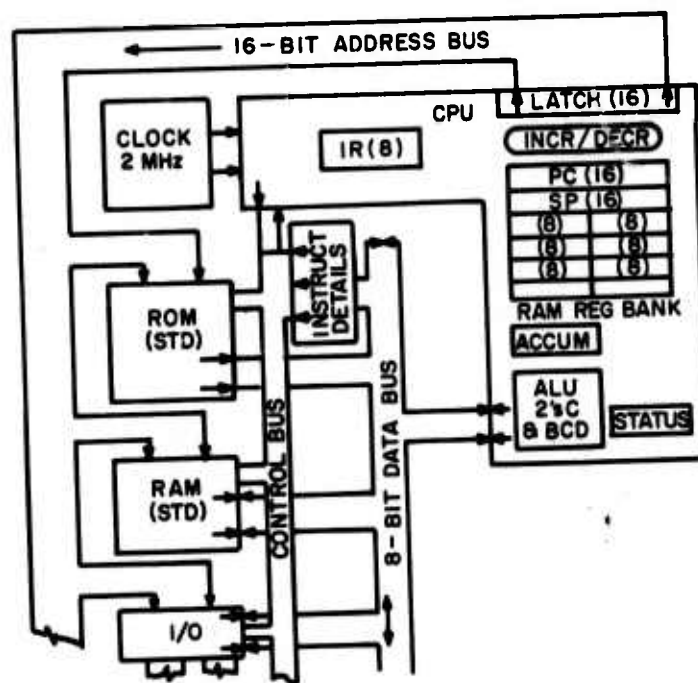 16-BIT ADDRESS BUS
CPU
LATCH (16)
CLOCK
2 MHz
IR(8)
INCR/DECR
PC (16)
SP (16)
(8) (8)
(8) (8)
(8) (8)
RAM REG BANK
INSTRUCT
DETAILS
ROM
(STD)
ACCUM
ALU
2'sC
& BCD
STATUS
CONTROL BUS
8-BIT DATA BUS
RAM
(STD)
I/O